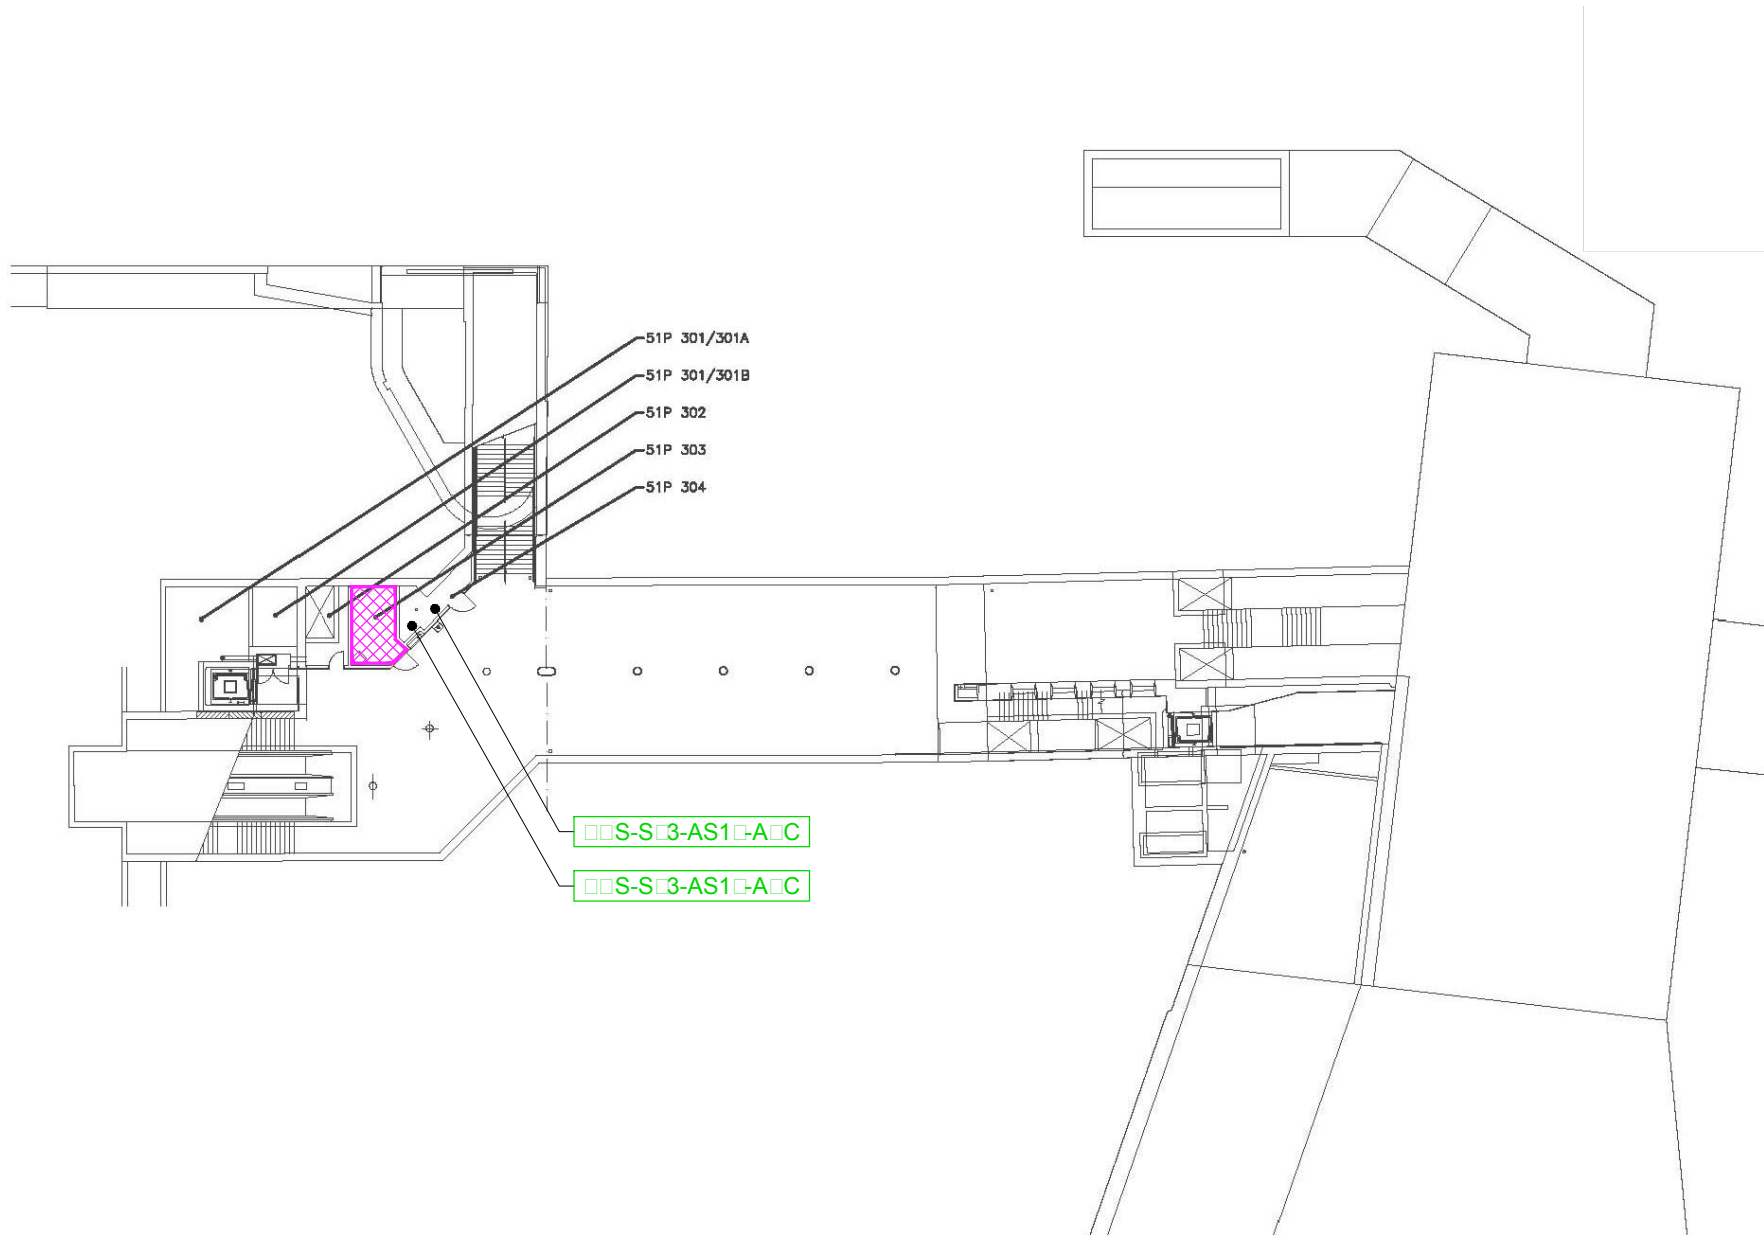 51P 301/301A
51P 301/301B
51P 302
51P 303
51P 304
□□S-S□3-AS1□-A□C
□□S-S□3-AS1□-A□C